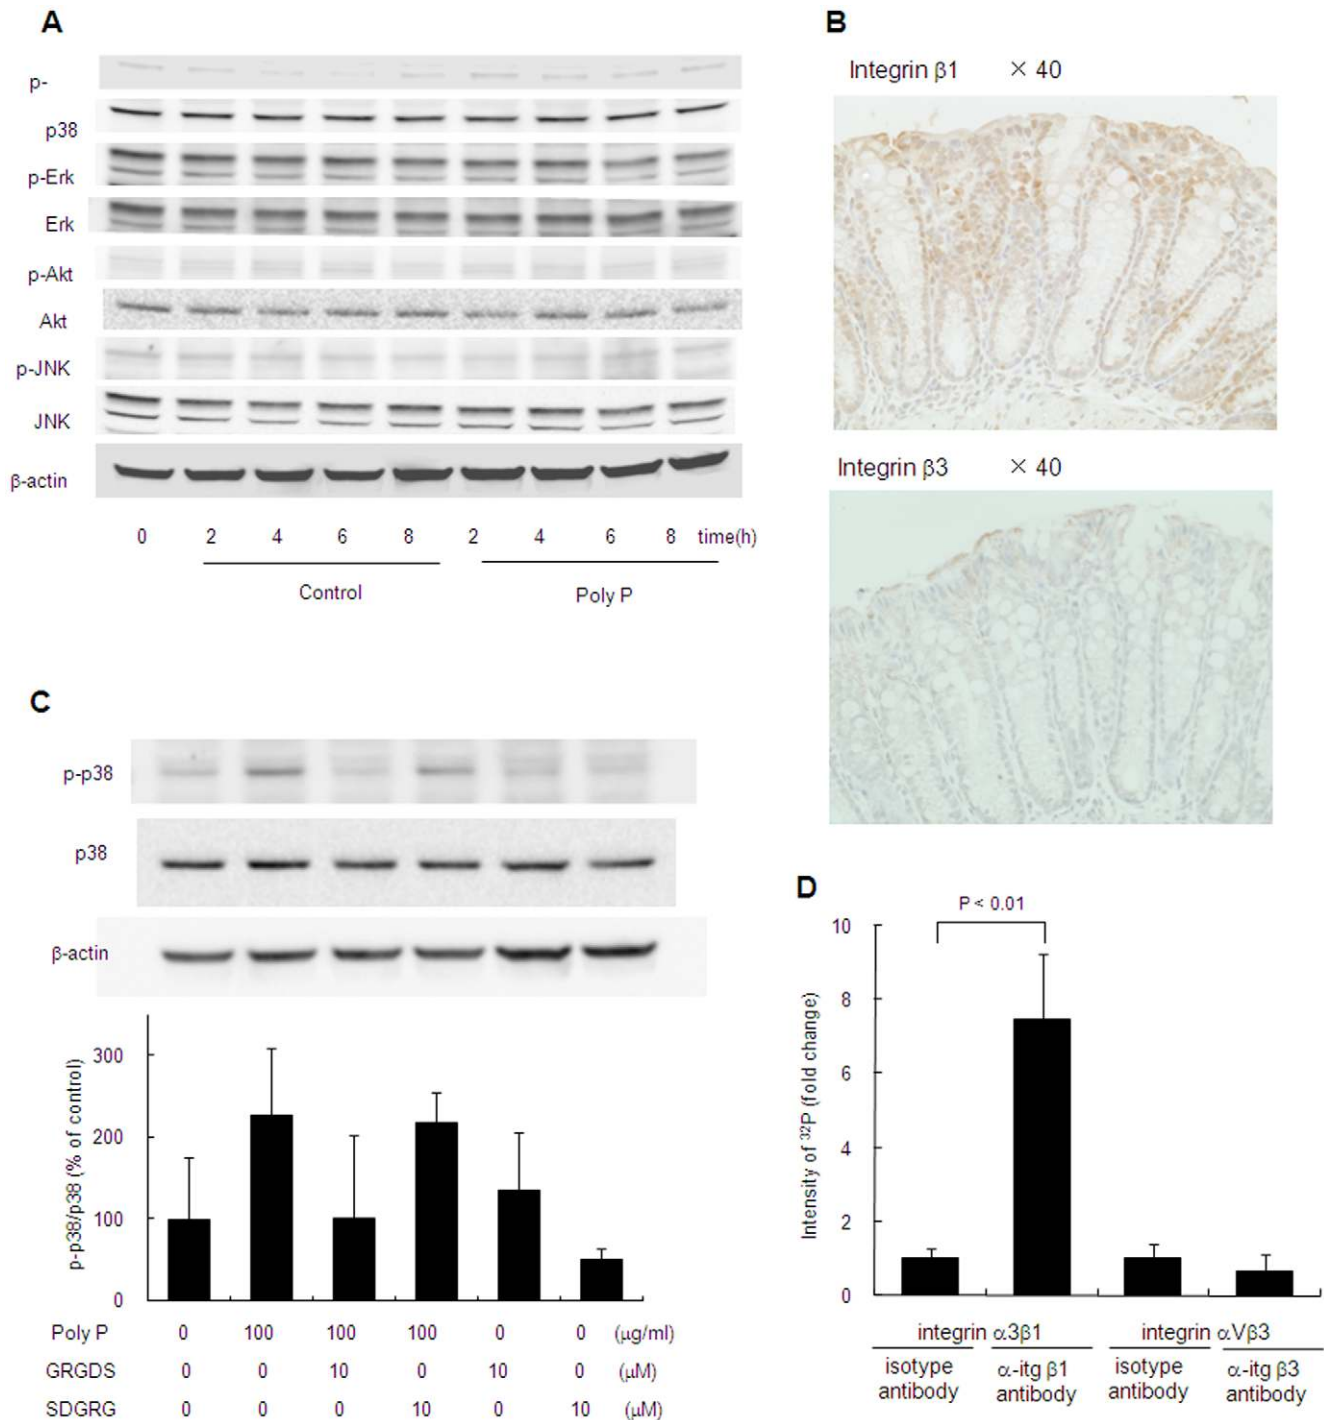 A
p-
p38
p-Erk
Erk
p-Akt
Akt
p-JNK
JNK
β-actin
0 2 4 6 8 2 4 6 8 time(h)
Control Poly P
B
Integrin β1 × 40
Integrin β3 × 40
C
p-p38
p38
β-actin
p-p38/p38 (% of control)
300
200
100
0
Poly P 0 100 100 100 0 0 (μg/ml)
GRGDS 0 0 10 0 10 0 (μM)
SDGRG 0 0 0 10 0 10 (μM)
D
P < 0.01
Intensity of ³²P (fold change)
10
8
6
4
2
0
integrin α3β1 integrin αVβ3
isotype antibody α-itg β1 antibody isotype antibody α-itg β3 antibody